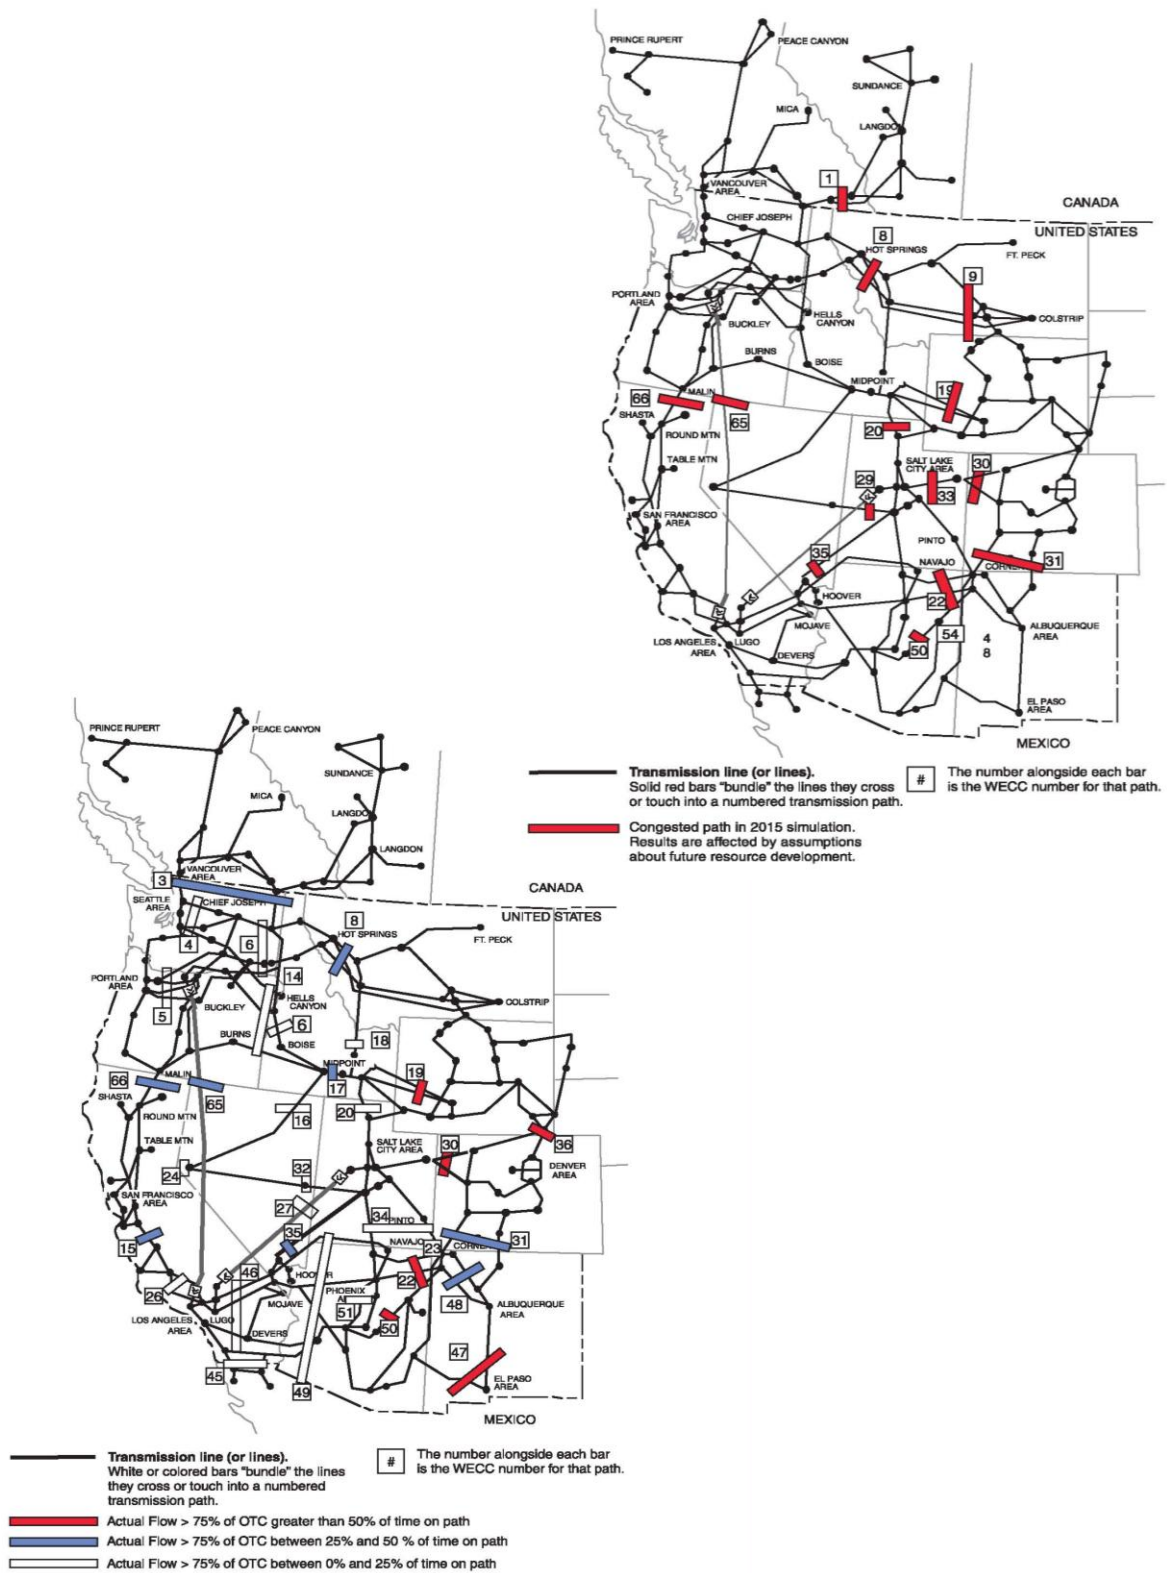 PRINCE RUPERT
PEACE CANYON
SUNDANCE
MICA
LANGDO
VANCOUVER
AREA
1
CANADA
UNITED STATES
CHIEF JOSEPH
8
HOT SPRINGS
FT. PECK
9
PORTLAND
AREA
HELLS
CANYON
COLSTRIP
BUCKLEY
BURNS
BOISE
MIDPOINT
19
MALIN
66
65
SHASTA
20
ROUND MTN
TABLE MTN
SALT LAKE
CITY AREA
30
29
33
SAN FRANCISCO
AREA
PINTO
35
NAVAJO
CORNE
31
HOOVER
22
MOJAVE
ALBUQUERQUE
AREA
LOS ANGELES
AREA
LUGO
54
4
8
50
DEVERS
EL PASO
AREA
MEXICO
Transmission line (or lines).
Solid red bars “bundle” the lines they cross
or touch into a numbered transmission path.
#
The number alongside each bar
is the WECC number for that path.
Congested path in 2015 simulation.
Results are affected by assumptions
about future resource development.
PRINCE RUPERT
PEACE CANYON
SUNDANCE
MICA
LANGDO
LANGDON
VANCOUVER
AREA
3
CANADA
UNITED STATES
SEATTLE
AREA
CHIEF JOSEPH
8
HOT SPRINGS
FT. PECK
4
6
PORTLAND
AREA
14
HELLS
CANYON
COLSTRIP
5
BUCKLEY
6
BURNS
BOISE
18
MIDPOINT
MALIN
66
65
17
19
SHASTA
ROUND MTN
16
20
TABLE MTN
SALT LAKE
CITY AREA
30
36
24
32
DENVER
AREA
SAN FRANCISCO
AREA
27
34
PINTO
15
35
NAVAJO
23
CORNE
31
46
HOOVER
22
26
MOJAVE
PHOENIX
A
48
ALBUQUERQUE
AREA
LOS ANGELES
AREA
LUGO
51
50
DEVERS
47
45
49
EL PASO
AREA
MEXICO
Transmission line (or lines).
White or colored bars “bundle” the lines
they cross or touch into a numbered
transmission path.
#
The number alongside each bar
is the WECC number for that path.
Actual Flow > 75% of OTC greater than 50% of time on path
Actual Flow > 75% of OTC between 25% and 50 % of time on path
Actual Flow > 75% of OTC between 0% and 25% of time on path